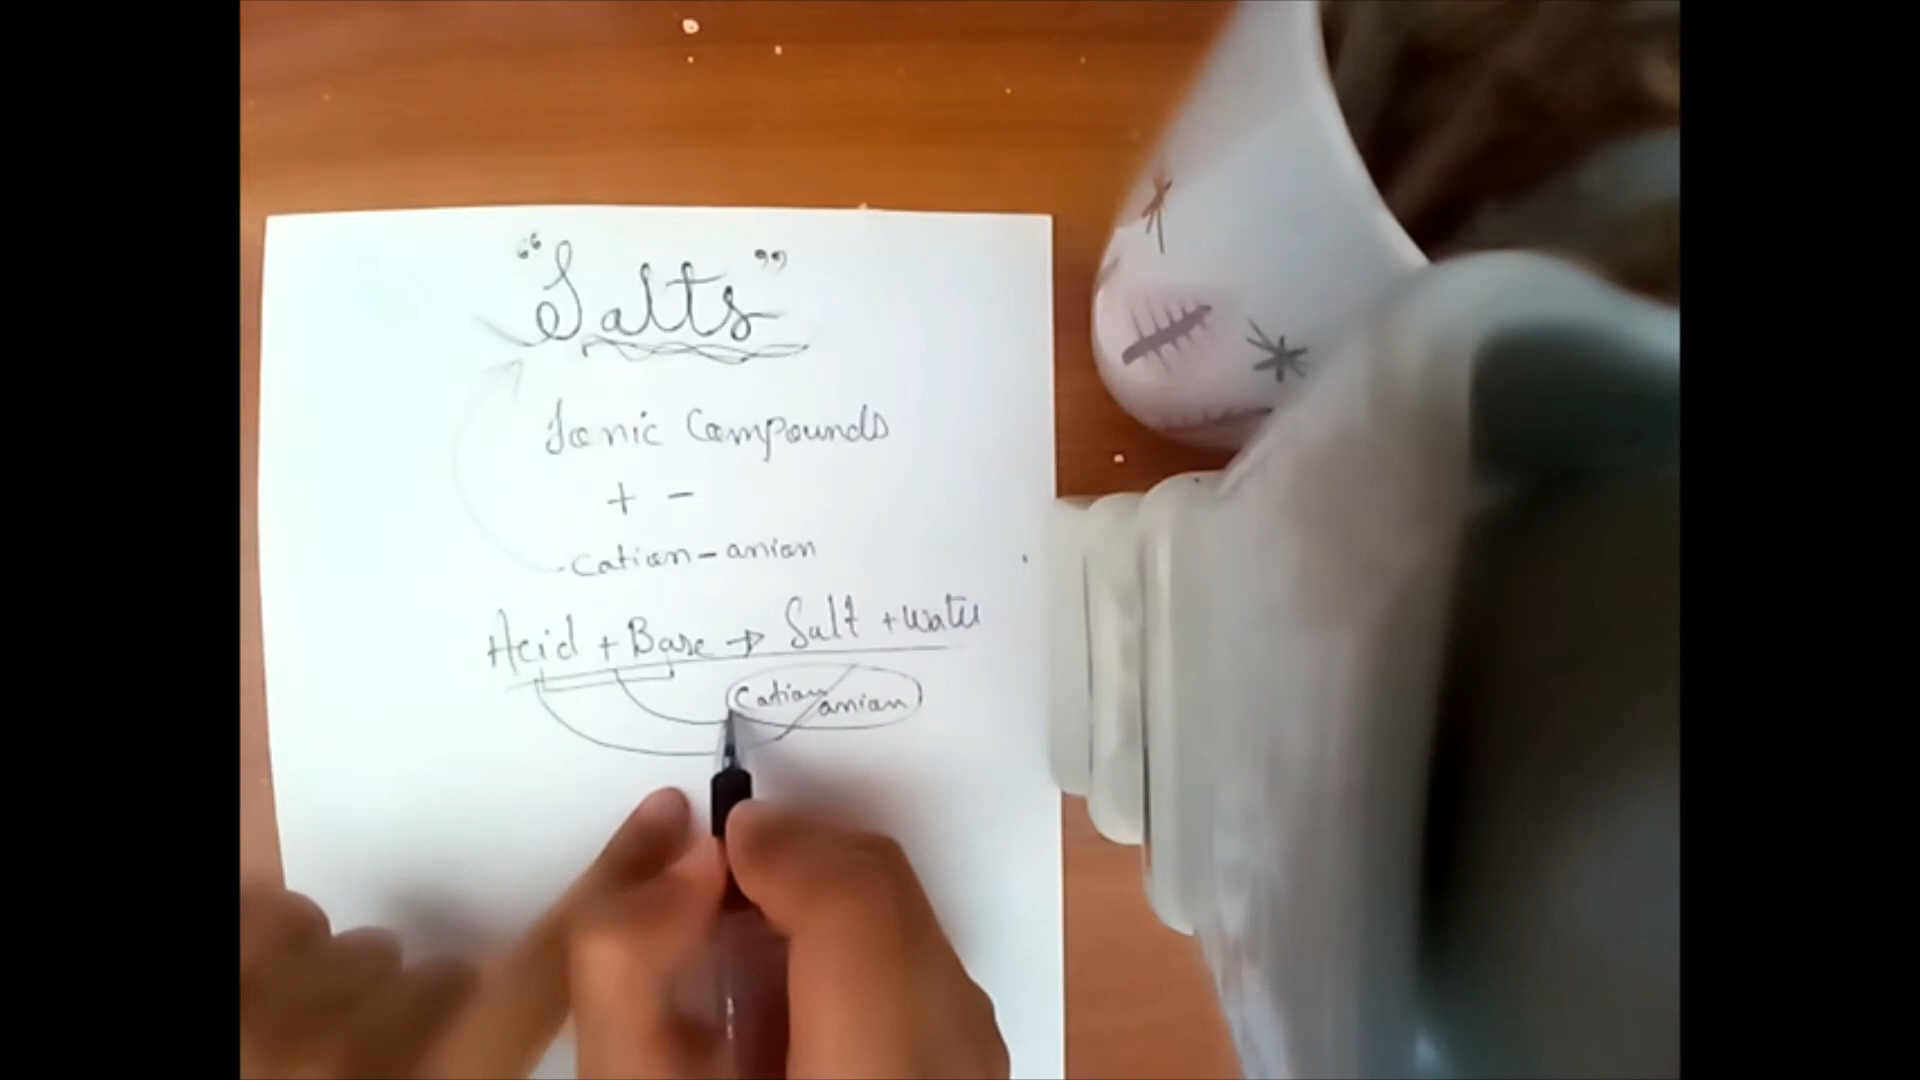 "Salts"
Ionic Compounds
+ -
Cation-anion
Acid + Base → Salt + Water
Cation
anion